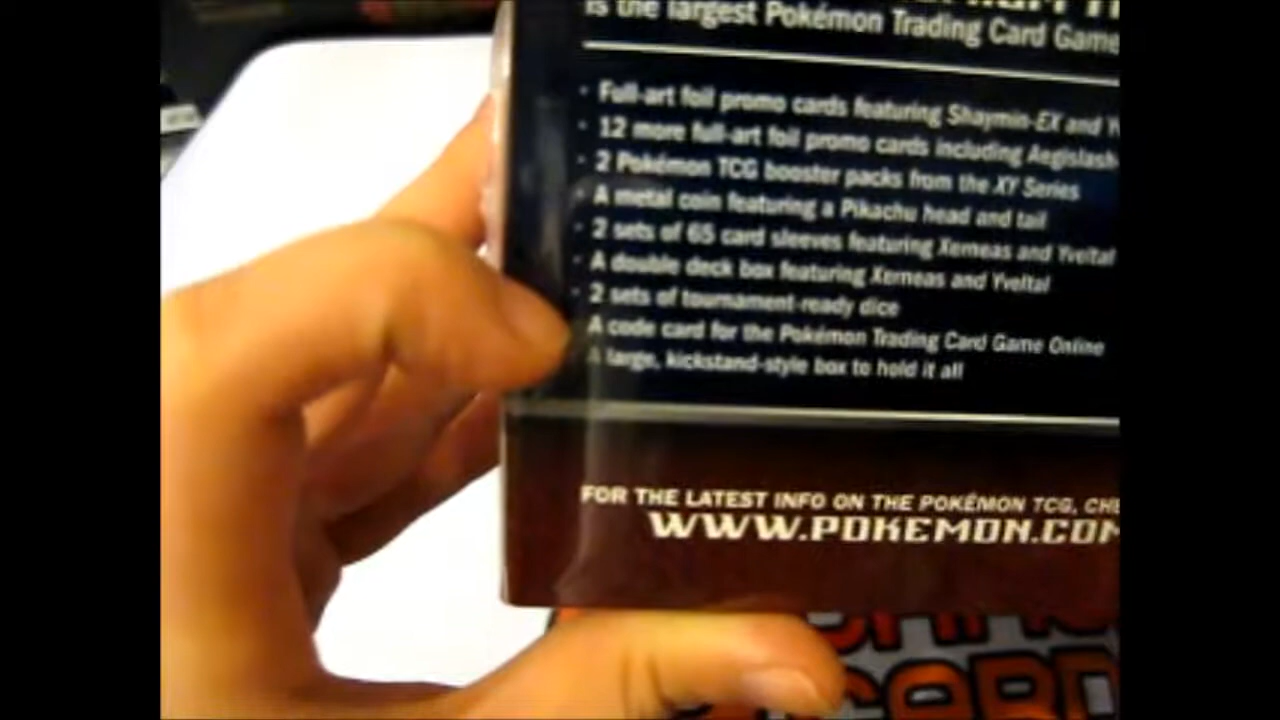 is the largest Pokémon Trading Card Game
· Full-art foil promo cards featuring Shaymin-EX and
· 12 more full-art foil promo cards including Aegislash
· 2 Pokémon TCG booster packs from the XY Series
· A metal coin featuring a Pikachu head and tail
· 2 sets of 65 card sleeves featuring Xerneas and Yveltal
· A double deck box featuring Xerneas and Yveltal
· 2 sets of tournament-ready dice
A code card for the Pokémon Trading Card Game Online
A large, kickstand-style box to hold it all
FOR THE LATEST INFO ON THE POKÉMON TCG, CHE
WWW.POKEMON.COM